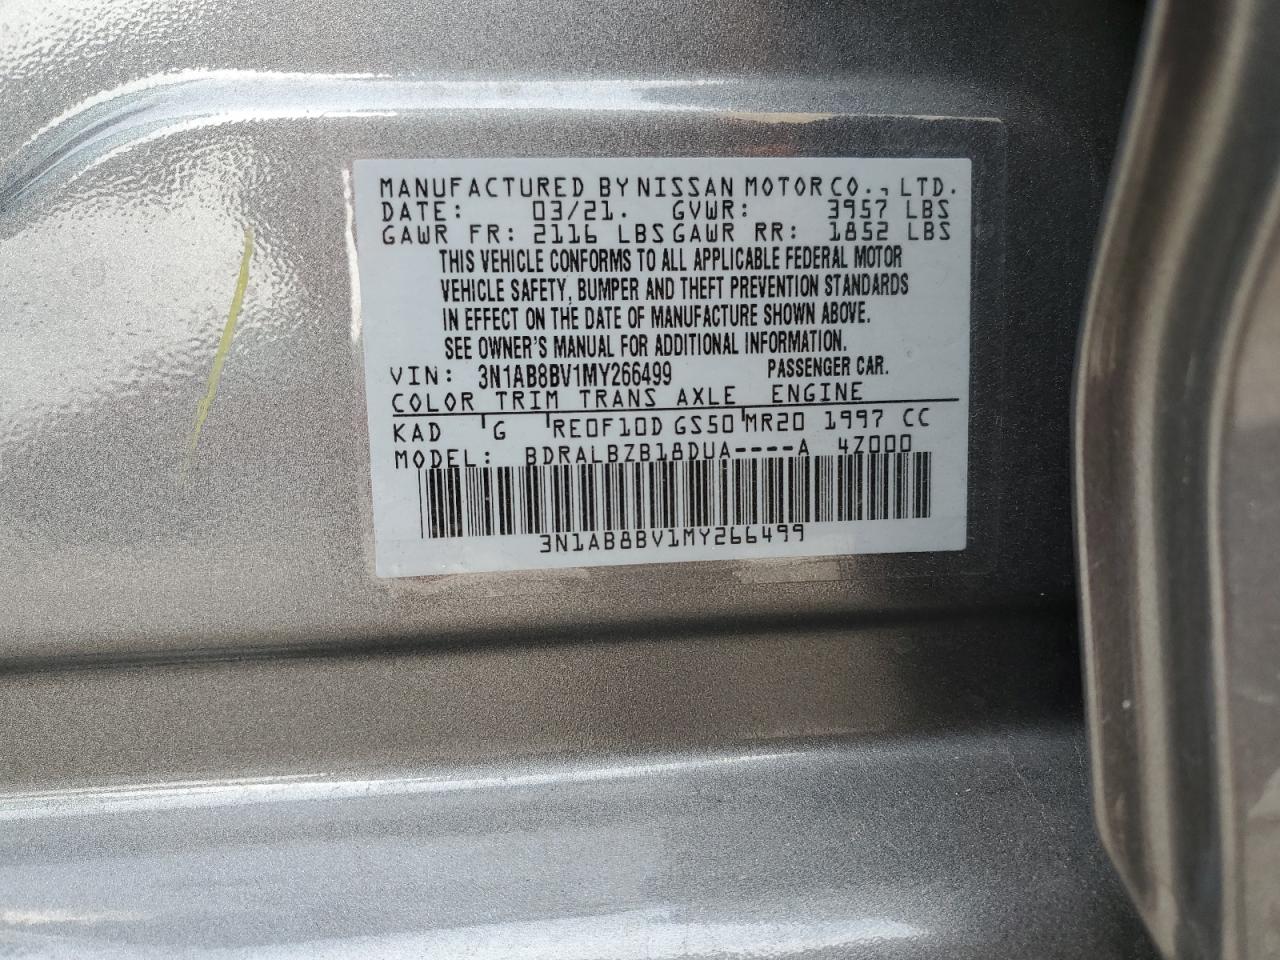 MANUFACTURED BY NISSAN MOTOR CO., LTD.
DATE: 03/21. GVWR: 3957 LBS
GAWR FR: 2116 LBS GAWR RR: 1852 LBS
THIS VEHICLE CONFORMS TO ALL APPLICABLE FEDERAL MOTOR
VEHICLE SAFETY, BUMPER AND THEFT PREVENTION STANDARDS
IN EFFECT ON THE DATE OF MANUFACTURE SHOWN ABOVE.
SEE OWNER'S MANUAL FOR ADDITIONAL INFORMATION.
VIN: 3N1AB8BV1MY266499 PASSENGER CAR.
COLOR TRIM TRANS AXLE ENGINE
KAD G RE0F10D GS50 MR20 1997 CC
MODEL: BDRALBZB18DUA----A 4Z000
3N1AB8BV1MY266499